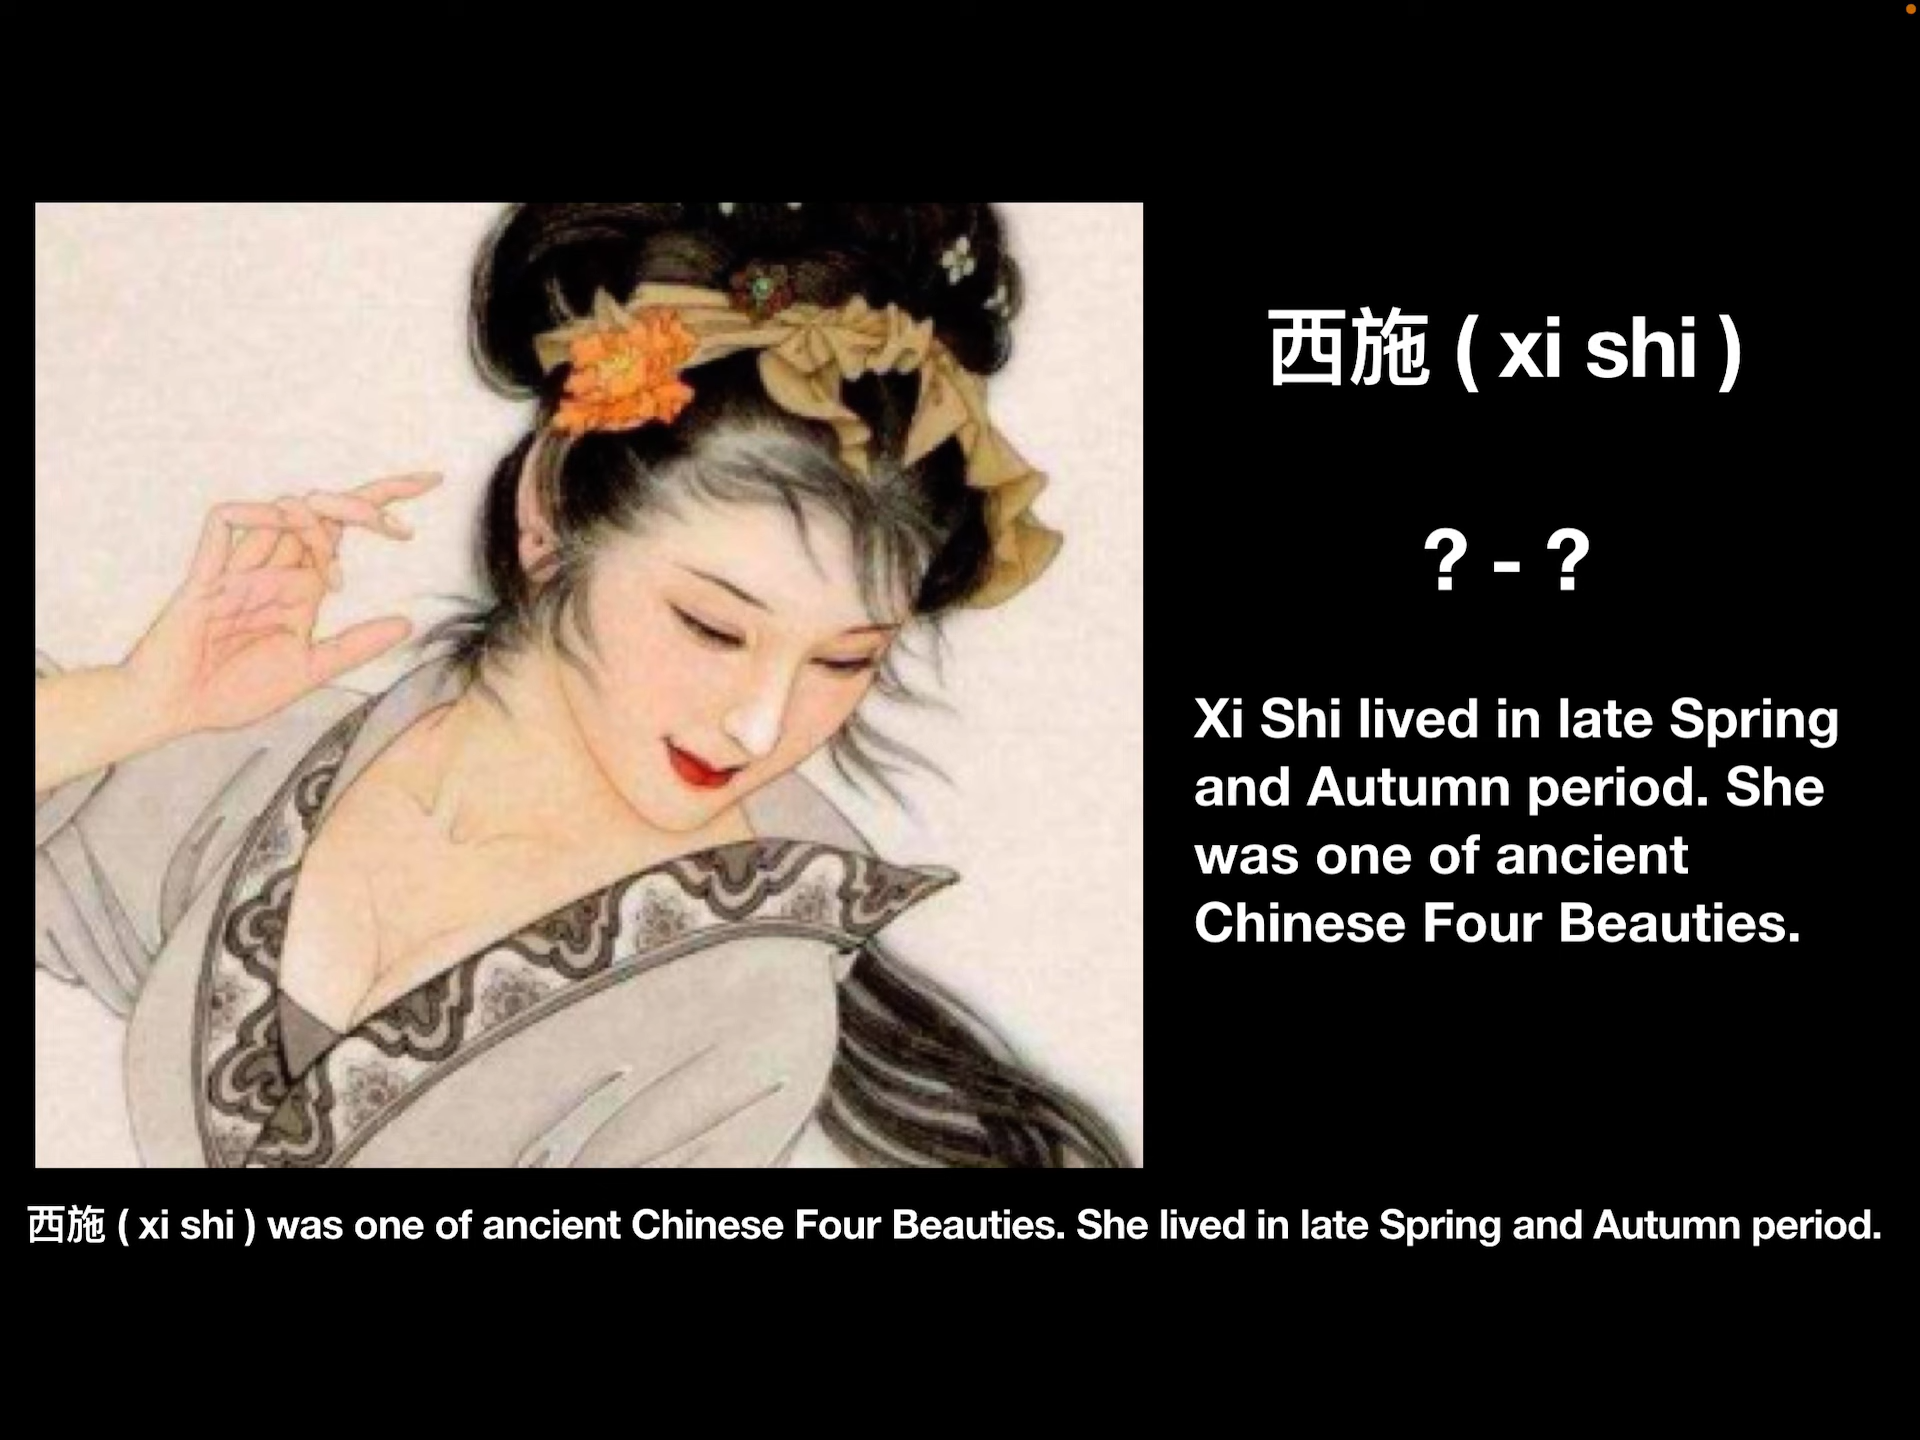 西施 ( xi shi )
? - ?
Xi Shi lived in late Spring
and Autumn period. She
was one of ancient
Chinese Four Beauties.
西施 ( xi shi ) was one of ancient Chinese Four Beauties. She lived in late Spring and Autumn period.